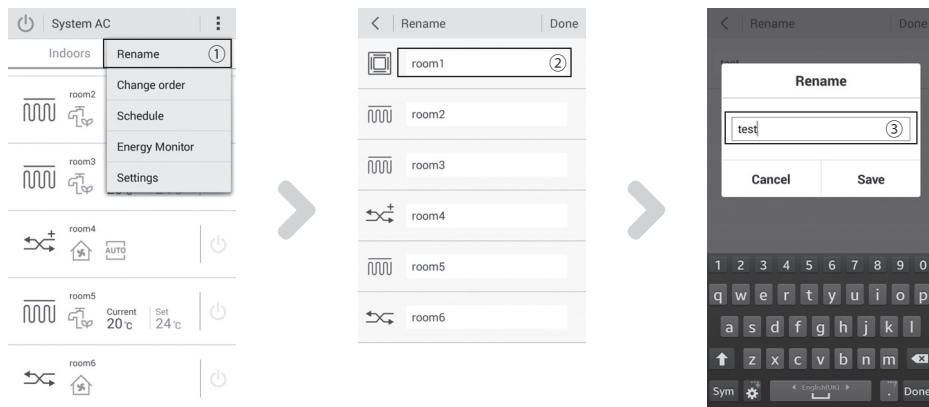 System AC
Indoors
Rename ①
Change order
room2
Schedule
Energy Monitor
room3
Settings
room4
AUTO
room5
Current Set
20°c 24°c
room6
Rename Done
room1 ②
room2
room3
room4
room5
room6
Rename Done
test
Rename
test ③
Cancel Save
1 2 3 4 5 6 7 8 9 0
q w e r t y u i o p
a s d f g h j k l
z x c v b n m
Sym English(UK) . Done